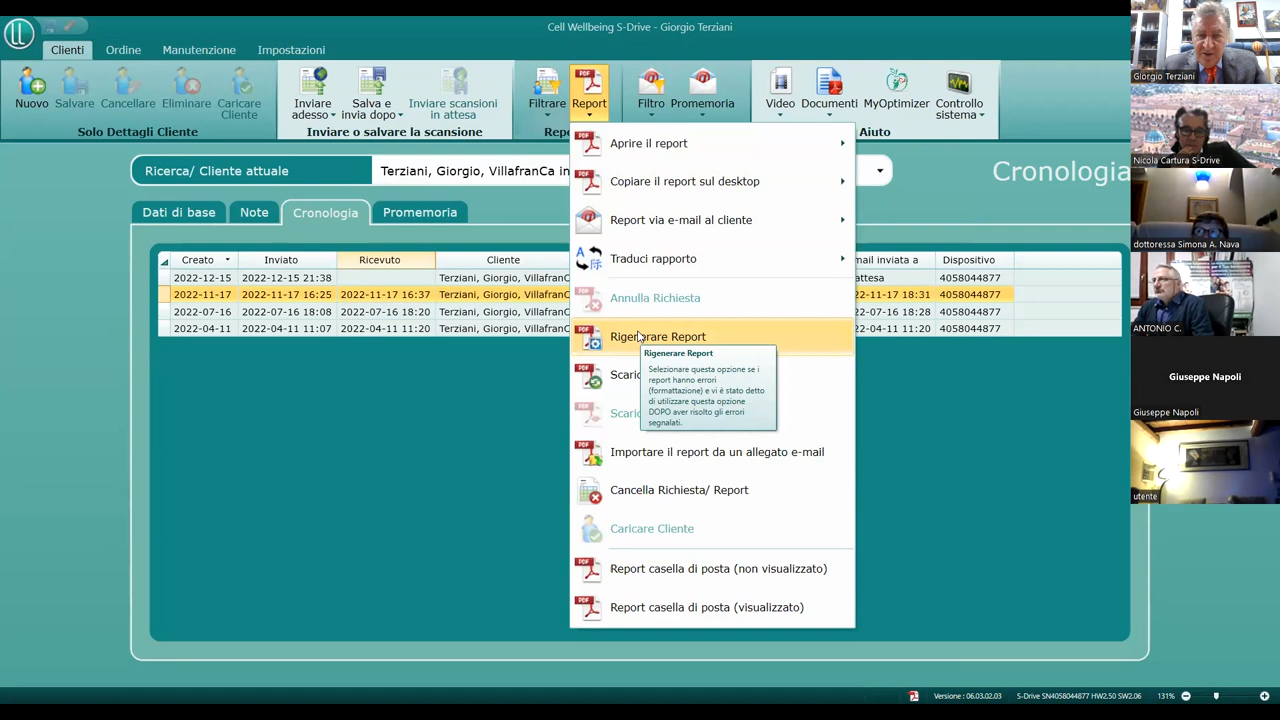 Cell Wellbeing S-Drive - Giorgio Terziani
Clienti Ordine Manutenzione Impostazioni
Nuovo Salvare Cancellare Eliminare Caricare Cliente
Solo Dettagli Cliente
Inviare adesso Salva e invia dopo Inviare scansioni in attesa
Inviare o salvare la scansione
Filtrare Report
Filtro Promemoria
Video Documenti MyOptimizer Controllo sistema
Aiuto
Ricerca/ Cliente attuale
Terziani, Giorgio, VillafranCa in
Cronologia
Dati di base Note Cronologia Promemoria
Creato Inviato Ricevuto Cliente Dispositivo
2022-12-15 2022-12-15 21:38 Terziani, Giorgio, VillafranC 4058044877
2022-11-17 2022-11-17 16:25 2022-11-17 16:37 Terziani, Giorgio, VillafranC 22-11-17 18:31 4058044877
2022-07-16 2022-07-16 18:08 2022-07-16 18:20 Terziani, Giorgio, VillafranC 22-07-16 18:28 4058044877
2022-04-11 2022-04-11 11:07 2022-04-11 11:20 Terziani, Giorgio, VillafranC 22-04-11 11:20 4058044877
Aprire il report
Copiare il report sul desktop
Report via e-mail al cliente
Traduci rapporto
Annulla Richiesta
Rigenerare Report
Rigenerare Report
Selezionare questa opzione se i
report hanno errori
(formattazione) e vi è stato detto
di utilizzare questa opzione
DOPO aver risolto gli errori
segnalati.
Importare il report da un allegato e-mail
Cancella Richiesta/ Report
Caricare Cliente
Report casella di posta (non visualizzato)
Report casella di posta (visualizzato)
Giorgio Terziani
Nicola Cartura S-Drive
dottoressa Simona A. Nava
ANTONIO C.
Giuseppe Napoli
Giuseppe Napoli
utente
Versione : 06.03.02.03 S-Drive SN4058044877 HW2.50 SW2.06 131%